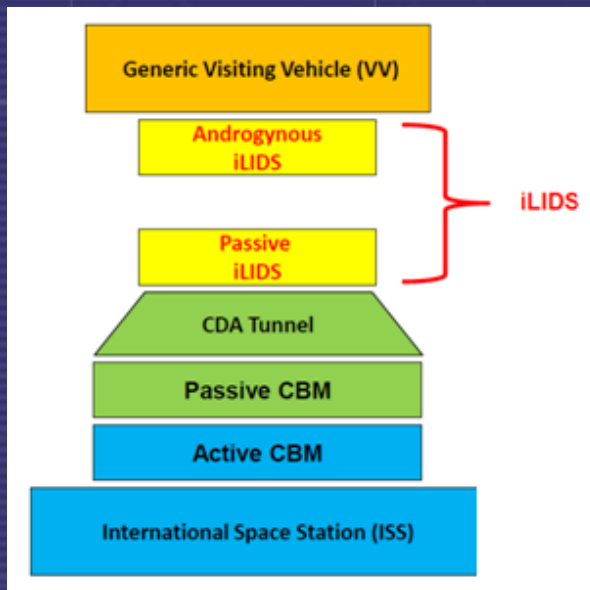 Generic Visiting Vehicle (VV)
Androgynous
iLIDS
iLIDS
Passive
iLIDS
CDA Tunnel
Passive CBM
Active CBM
International Space Station (ISS)